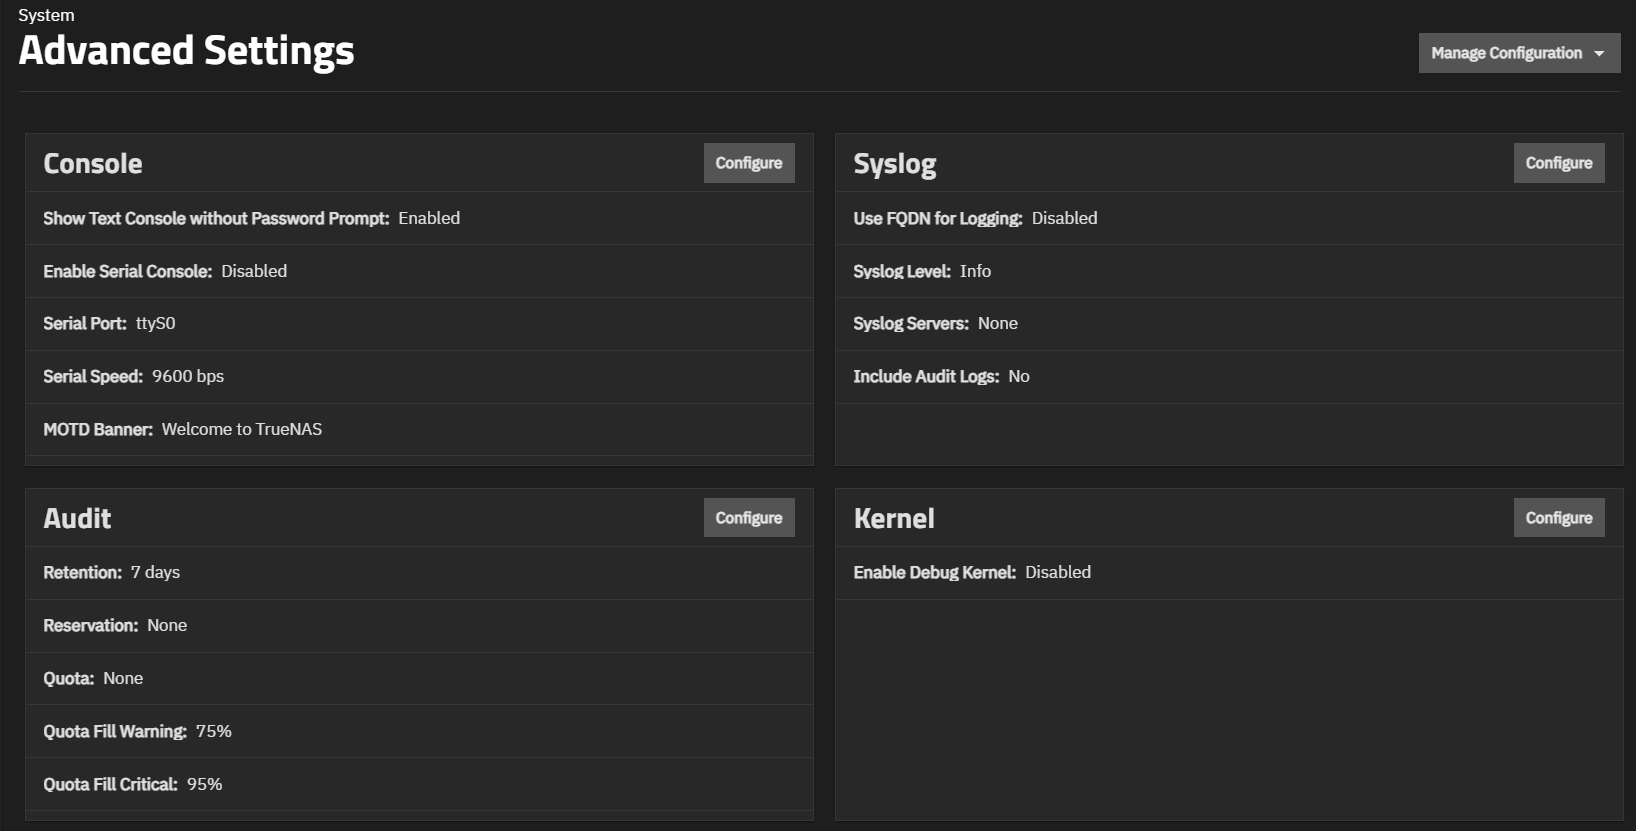 System
Advanced Settings
Manage Configuration
Console
Configure
Show Text Console without Password Prompt: Enabled
Enable Serial Console: Disabled
Serial Port: ttyS0
Serial Speed: 9600 bps
MOTD Banner: Welcome to TrueNAS
Syslog
Configure
Use FQDN for Logging: Disabled
Syslog Level: Info
Syslog Servers: None
Include Audit Logs: No
Audit
Configure
Retention: 7 days
Reservation: None
Quota: None
Quota Fill Warning: 75%
Quota Fill Critical: 95%
Kernel
Configure
Enable Debug Kernel: Disabled